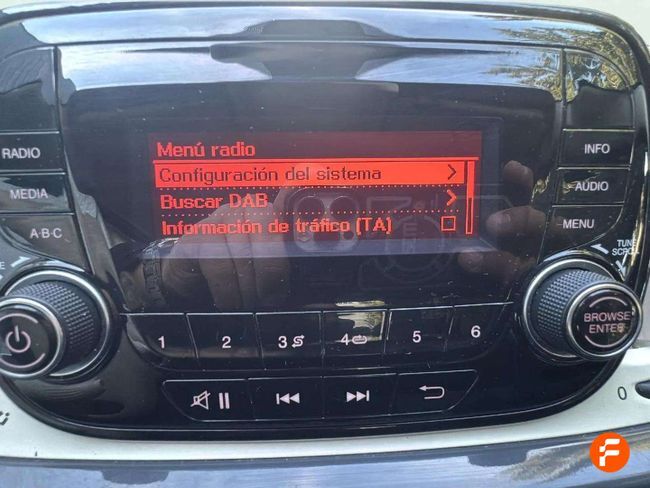 Menú radio
Configuración del sistema >
Buscar DAB >
Información de tráfico (TA)
RADIO
MEDIA
A·B·C
INFO
AUDIO
MENU
TUNE
SCROLL
BROWSE
ENTER
1
2
3
4
5
6
0